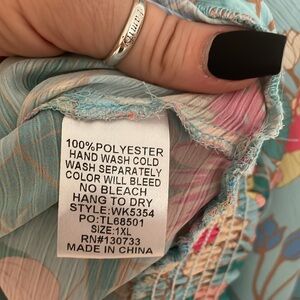 100%POLYESTER
HAND WASH COLD
WASH SEPARATELY
COLOR WILL BLEED
NO BLEACH
HANG TO DRY
STYLE:WK5354
PO:TL68501
SIZE:1XL
RN#130733
MADE IN CHINA